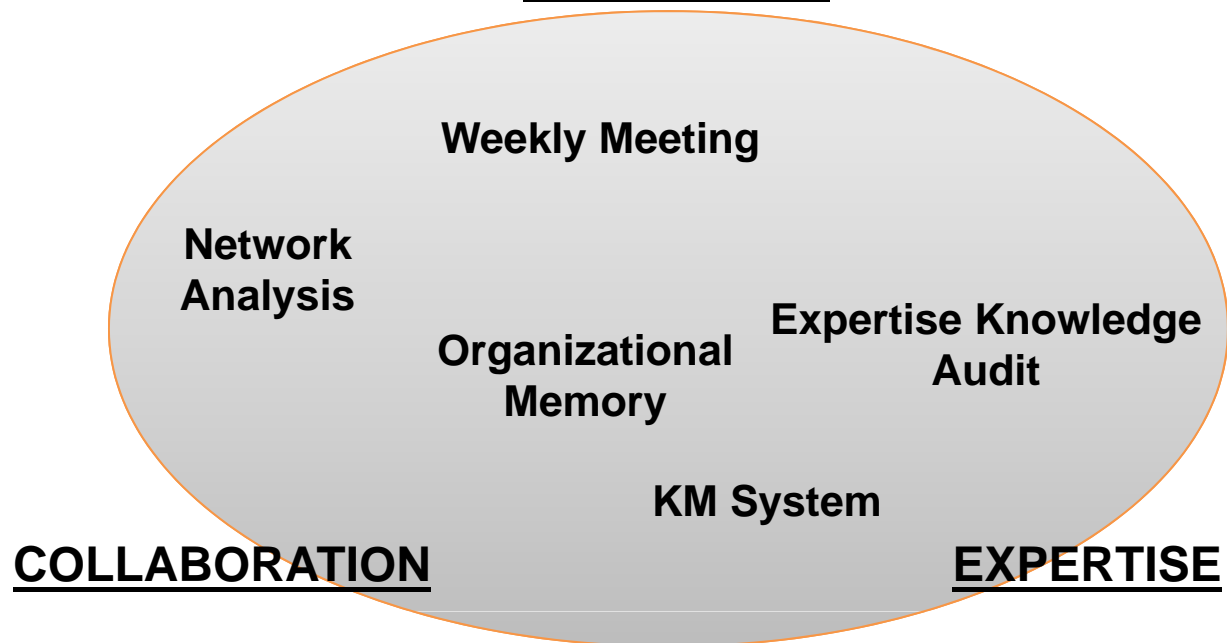 Weekly Meeting
Network
Analysis
Expertise Knowledge
Audit
Organizational
Memory
KM System
COLLABORATION
EXPERTISE